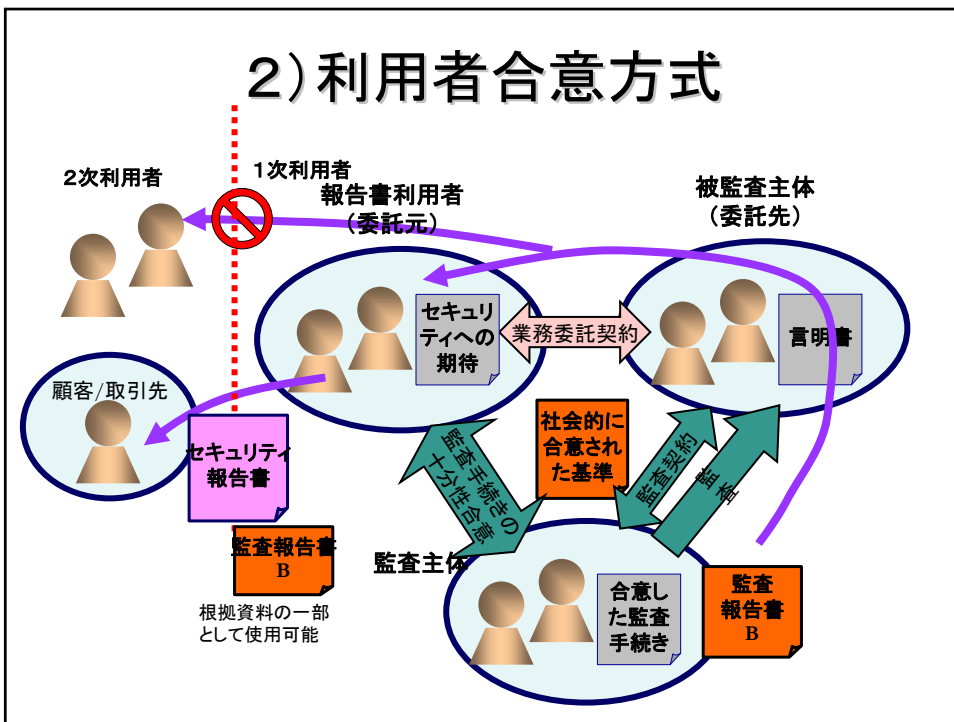 ２）利用者合意方式
２次利用者
１次利用者
報告書利用者
（委託元）
被監査主体
（委託先）
セキュリ
ティへの
期待
業務委託契約
言明書
顧客/取引先
セキュリティ
報告書
社会的に
合意され
た基準
監査手続きの
十分性合意
監査契約
監査
監査報告書
B
監査主体
根拠資料の一部
として使用可能
合意し
た監査
手続き
監査
報告書
B